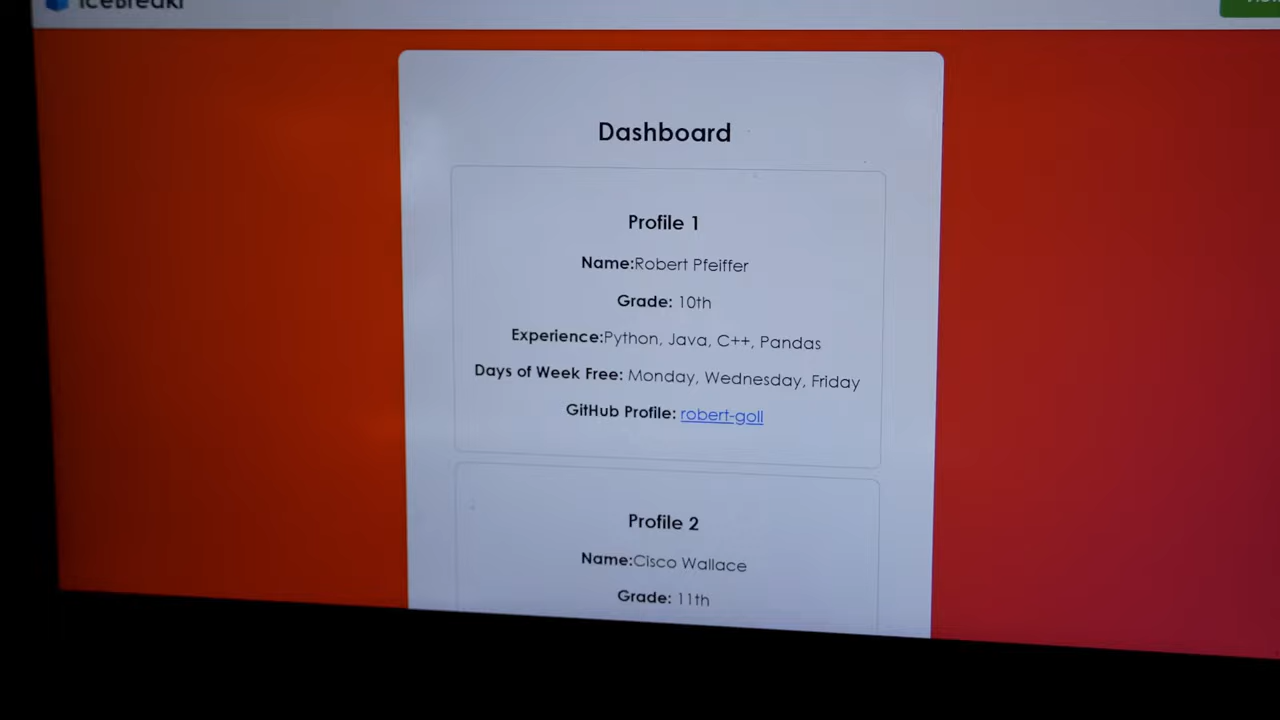 Dashboard
Profile 1
Name:Robert Pfeiffer
Grade: 10th
Experience:Python, Java, C++, Pandas
Days of Week Free: Monday, Wednesday, Friday
GitHub Profile: robert-goll
Profile 2
Name:Cisco Wallace
Grade: 11th